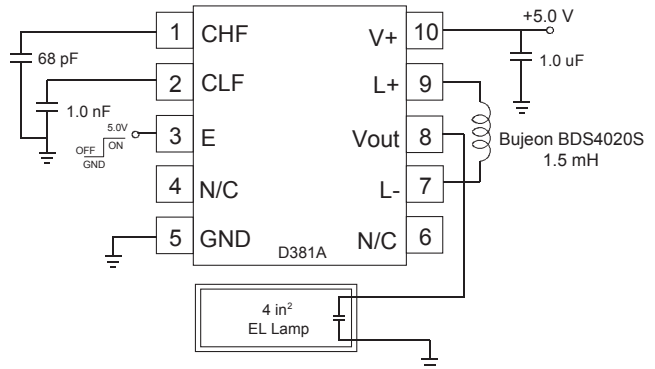 1 CHF
2 CLF
3 E
4 N/C
5 GND
V+ 10
L+ 9
Vout 8
L- 7
N/C 6
D381A
68 pF
1.0 nF
5.0V
OFF ON
GND
+5.0 V
1.0 uF
Bujeon BDS4020S
1.5 mH
4 in²
EL Lamp